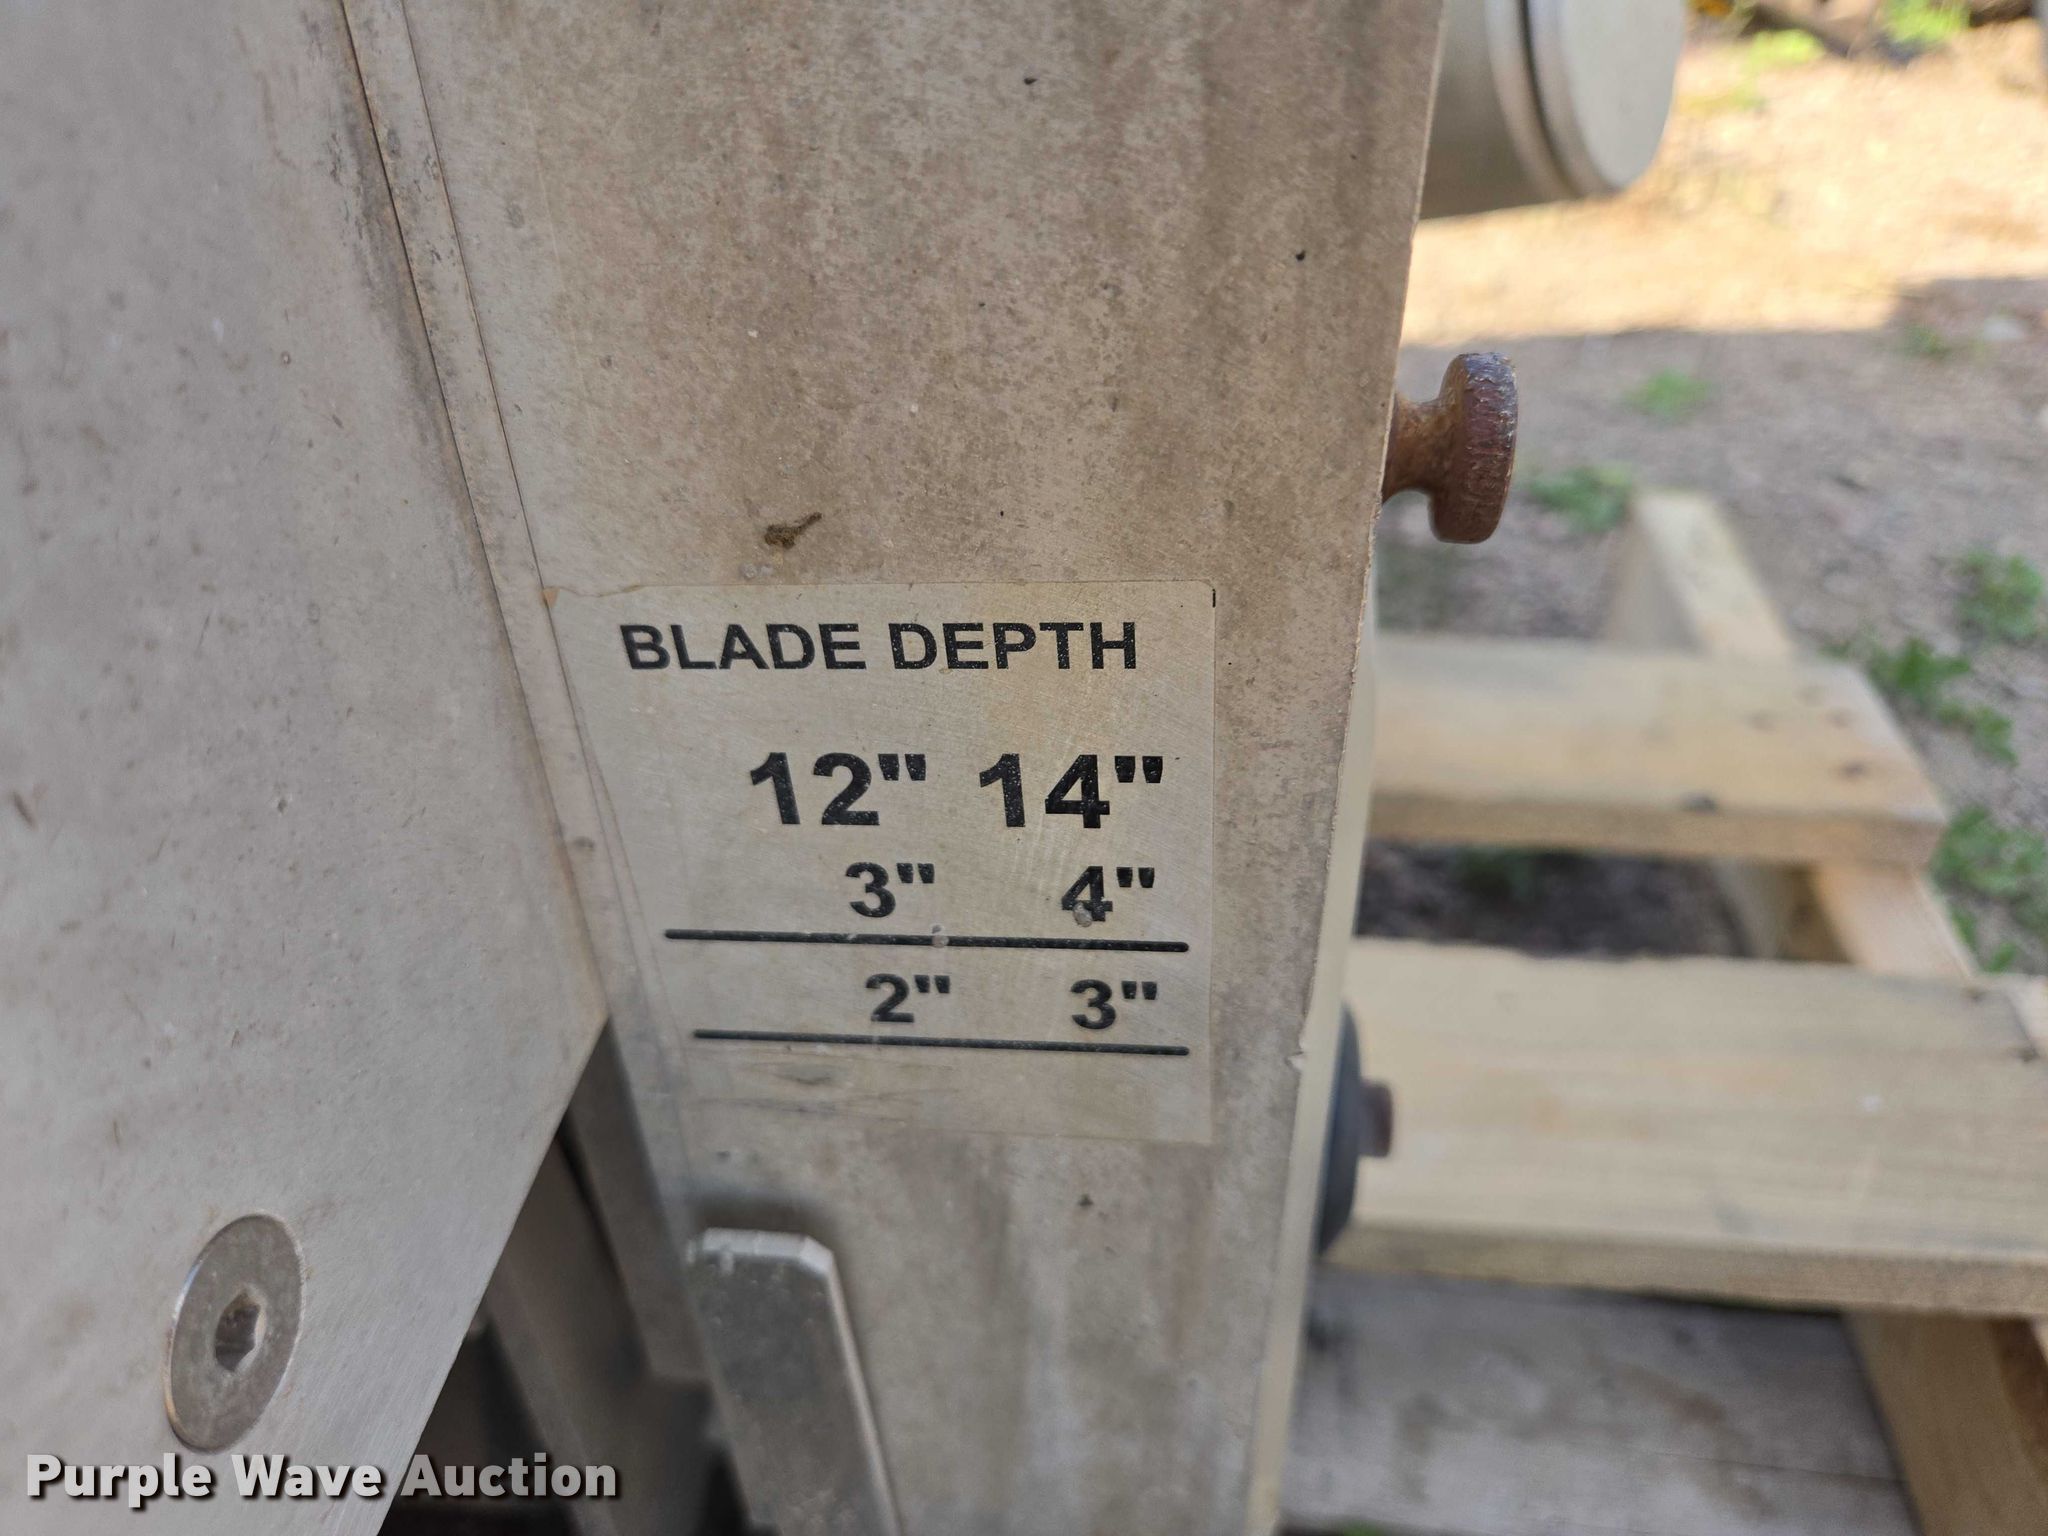 BLADE DEPTH
12" 14"
3" 4"
2" 3"
Purple Wave Auction